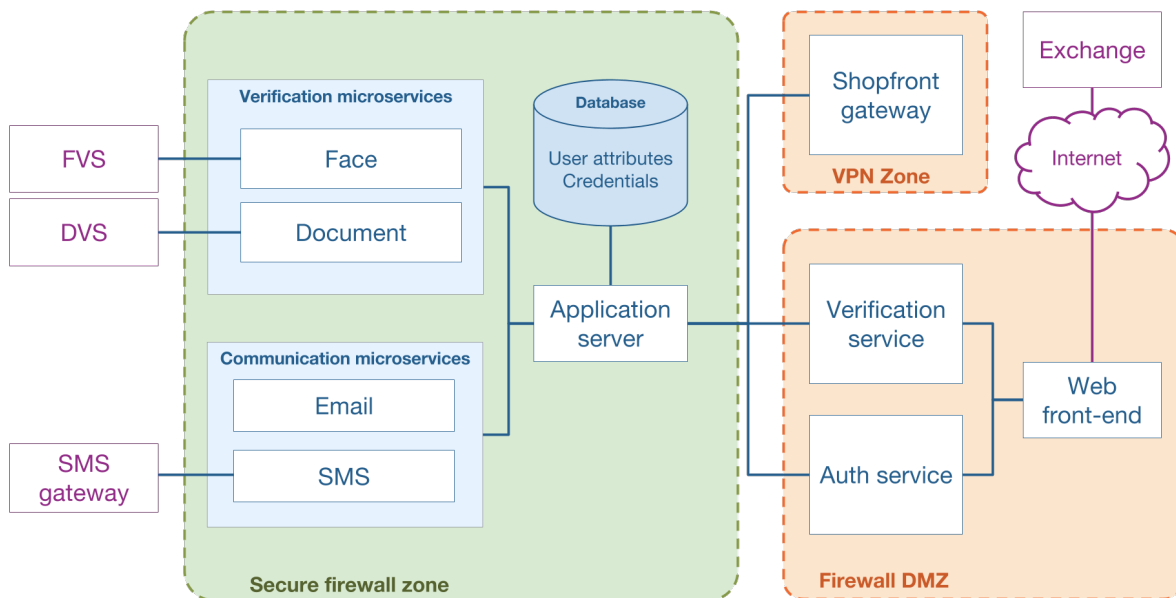 Verification microservices
Face
Document
FVS
DVS
Communication microservices
Email
SMS
SMS
gateway
Database
User attributes
Credentials
Application
server
Secure firewall zone
Shopfront
gateway
VPN Zone
Exchange
Internet
Verification
service
Auth service
Web
front-end
Firewall DMZ